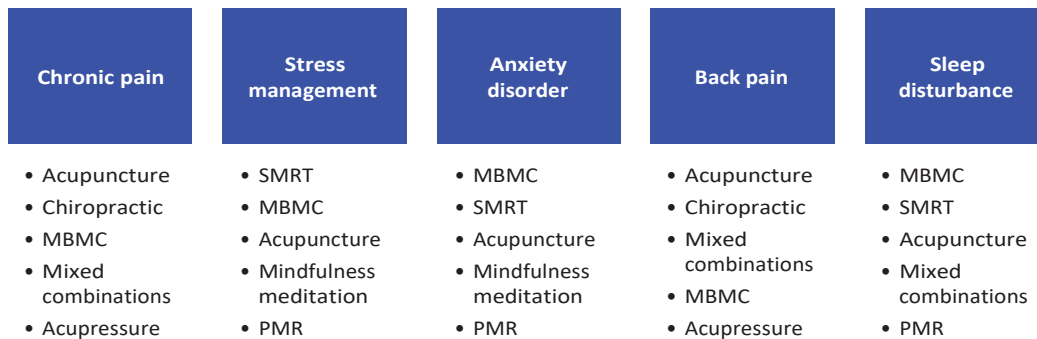 Chronic pain
• Acupuncture
• Chiropractic
• MBMC
• Mixed
combinations
• Acupressure
Stress
management
• SMRT
• MBMC
• Acupuncture
• Mindfulness
meditation
• PMR
Anxiety
disorder
• MBMC
• SMRT
• Acupuncture
• Mindfulness
meditation
• PMR
Back pain
• Acupuncture
• Chiropractic
• Mixed
combinations
• MBMC
• Acupressure
Sleep
disturbance
• MBMC
• SMRT
• Acupuncture
• Mixed
combinations
• PMR